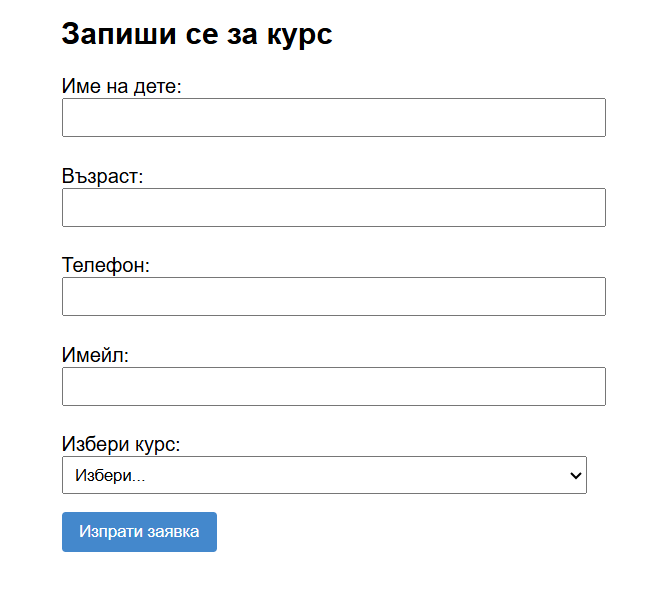 Запиши се за курс
Име на дете:
Възраст:
Телефон:
Имейл:
Избери курс:
Избери...
Изпрати заявка